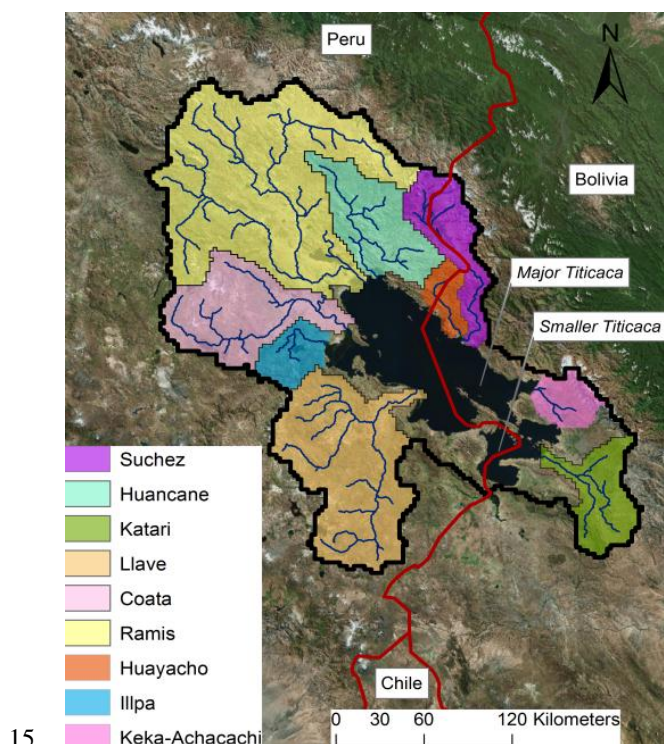 Peru
N
Bolivia
Major Titicaca
Smaller Titicaca
Suchez
Huancane
Katari
Llave
Coata
Ramis
Huayacho
Illpa
Keka-Achacachi
Chile
0 30 60 120 Kilometers
15